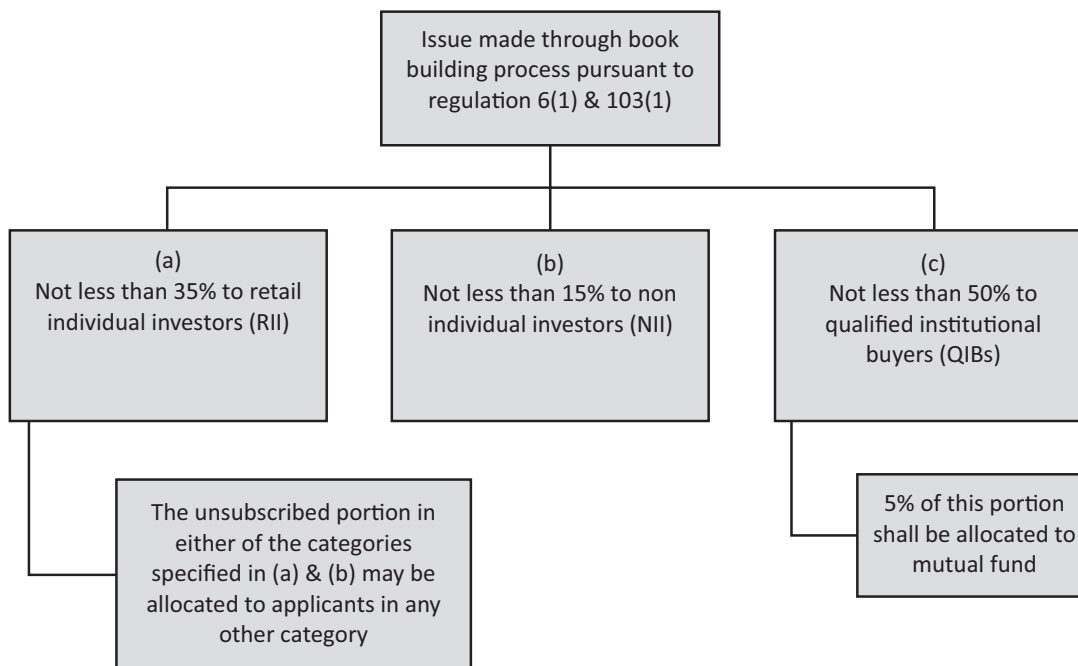 Issue made through book
building process pursuant to
regulation 6(1) & 103(1)
(a)
Not less than 35% to retail
individual investors (RII)
(b)
Not less than 15% to non
individual investors (NII)
(c)
Not less than 50% to
qualified institutional
buyers (QIBs)
The unsubscribed portion in
either of the categories
specified in (a) & (b) may be
allocated to applicants in any
other category
5% of this portion
shall be allocated to
mutual fund